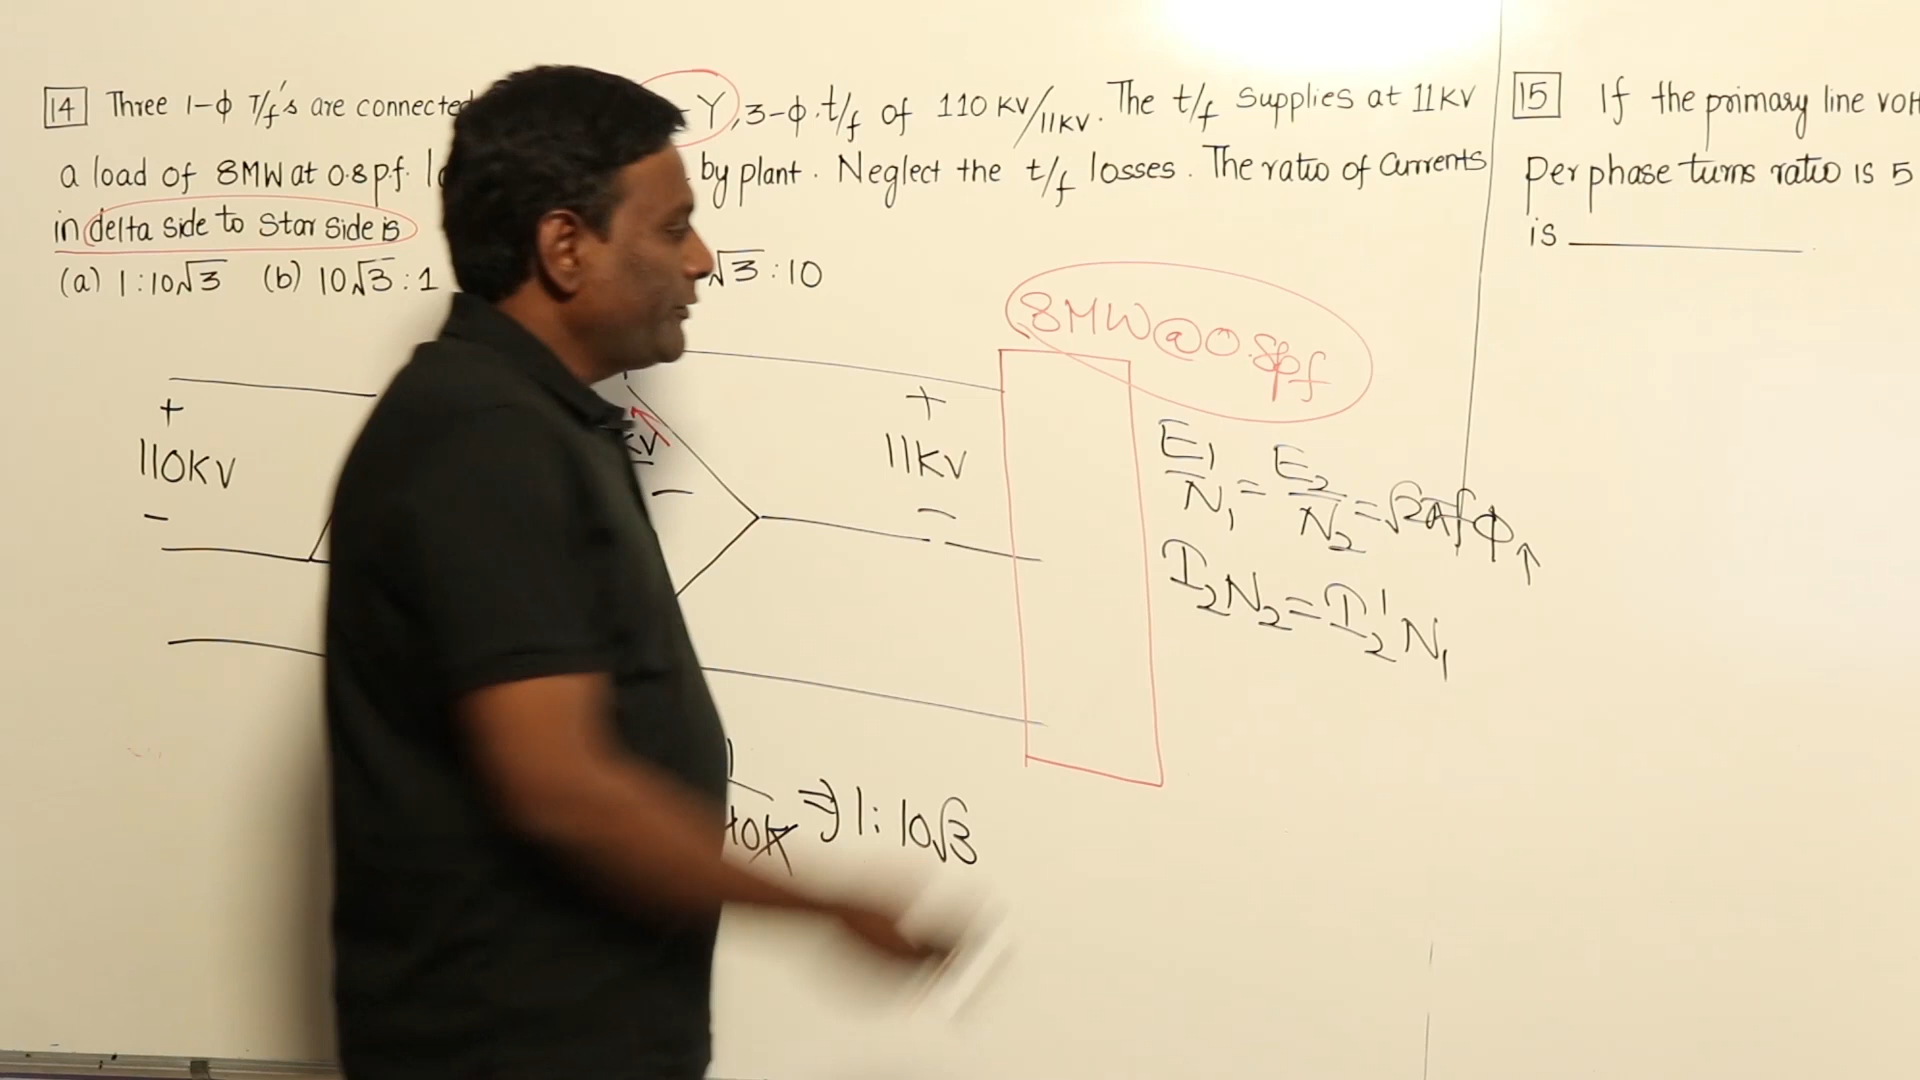 14 Three 1-ϕ T/f's are connected - Y, 3-ϕ t/f of 110 KV/11KV. The t/f supplies at 11KV
a load of 8MW at 0.8 p.f. by plant. Neglect the t/f losses. The ratio of currents
in delta side to Star Side is
(a) 1:10√3 (b) 10√3:1 √3:10
15 If the primary line
per phase turns ratio is 5
is
8MW@0.8pf
+
110KV
-
KV
-
+
11KV
-
E₁/N₁ = E₂/N₂ = √2πfϕ↑
I₂N₂ = I₂'N₁
⇒ 1:10√3